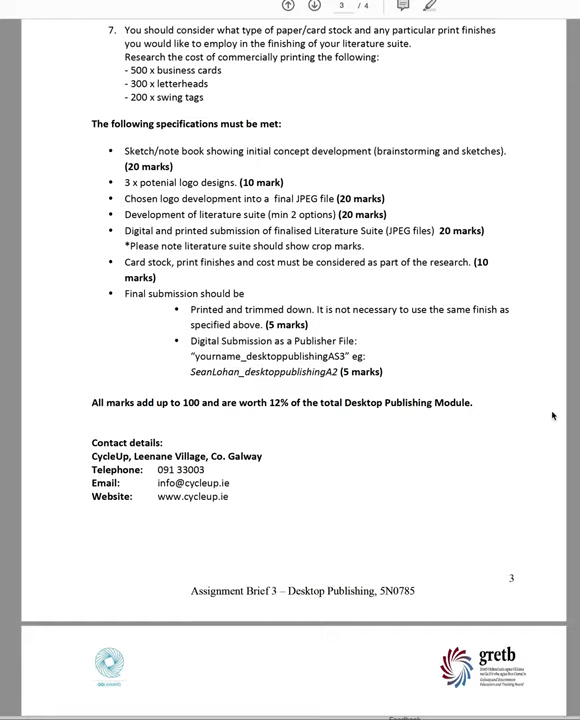 3 / 4
7. You should consider what type of paper/card stock and any particular print finishes
you would like to employ in the finishing of your literature suite.
Research the cost of commercially printing the following:
- 500 x business cards
- 300 x letterheads
- 200 x swing tags
The following specifications must be met:
• Sketch/note book showing initial concept development (brainstorming and sketches).
(20 marks)
• 3 x potenial logo designs. (10 mark)
• Chosen logo development into a final JPEG file (20 marks)
• Development of literature suite (min 2 options) (20 marks)
• Digital and printed submission of finalised Literature Suite (JPEG files) 20 marks)
*Please note literature suite should show crop marks.
• Card stock, print finishes and cost must be considered as part of the research. (10
marks)
• Final submission should be
• Printed and trimmed down. It is not necessary to use the same finish as
specified above. (5 marks)
• Digital Submission as a Publisher File:
“yourname_desktoppublishingAS3” eg:
SeanLohan_desktoppublishingA2 (5 marks)
All marks add up to 100 and are worth 12% of the total Desktop Publishing Module.
Contact details:
CycleUp, Leenane Village, Co. Galway
Telephone: 091 33003
Email: info@cycleup.ie
Website: www.cycleup.ie
3
Assignment Brief 3 – Desktop Publishing, 5N0785
gretb